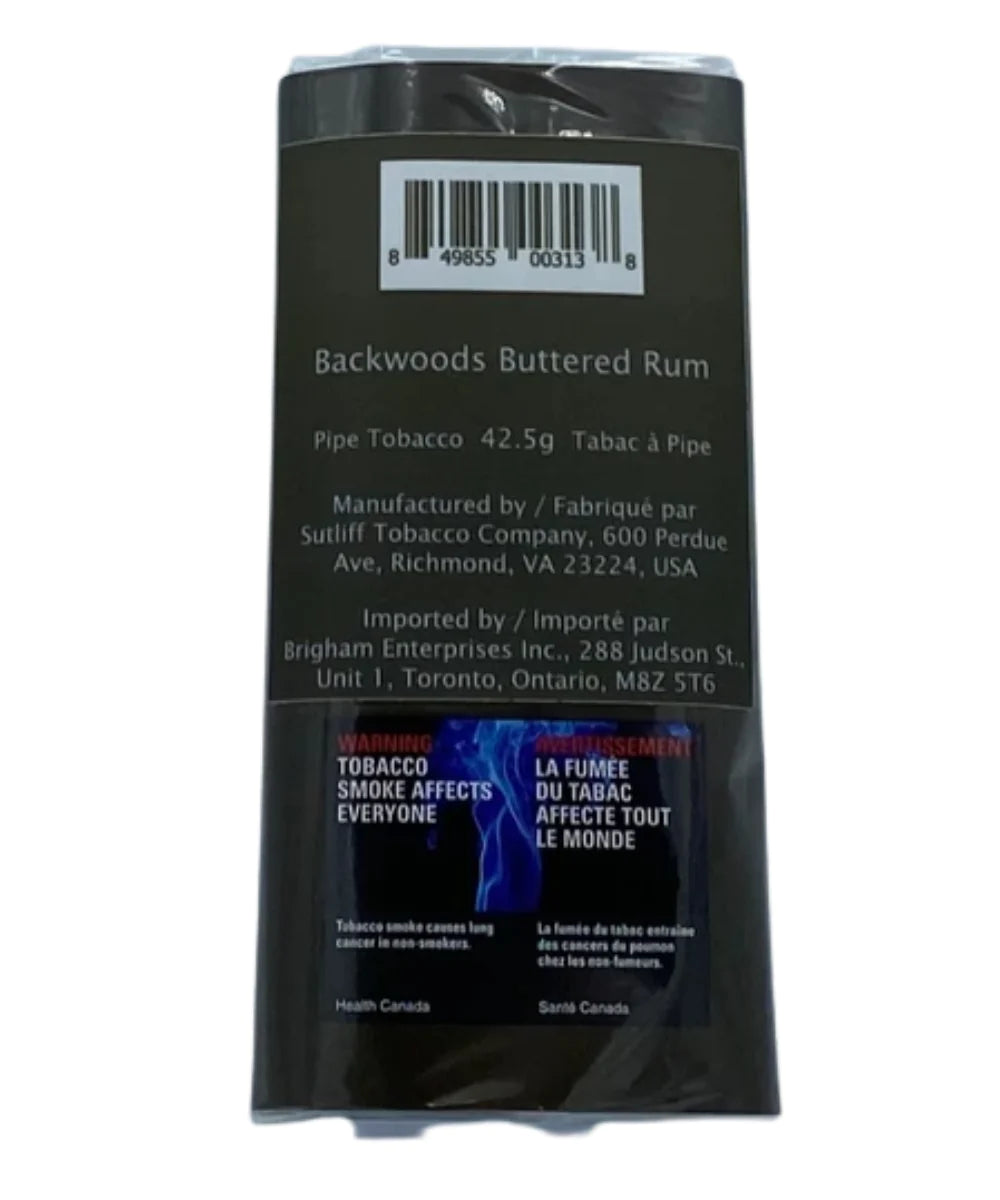 8 49855 00313 8
Backwoods Buttered Rum
Pipe Tobacco 42.5g Tabac à Pipe
Manufactured by / Fabriqué par
Sutliff Tobacco Company, 600 Perdue
Ave, Richmond, VA 23224, USA
Imported by / Importé par
Brigham Enterprises Inc., 288 Judson St.,
Unit 1, Toronto, Ontario, M8Z 5T6
WARNING
TOBACCO
SMOKE AFFECTS
EVERYONE
Tobacco smoke causes lung
cancer in non-smokers.
Health Canada
AVERTISSEMENT
LA FUMÉE
DU TABAC
AFFECTE TOUT
LE MONDE
La fumée du tabac entraîne
des cancers du poumon
chez les non-fumeurs.
Santé Canada